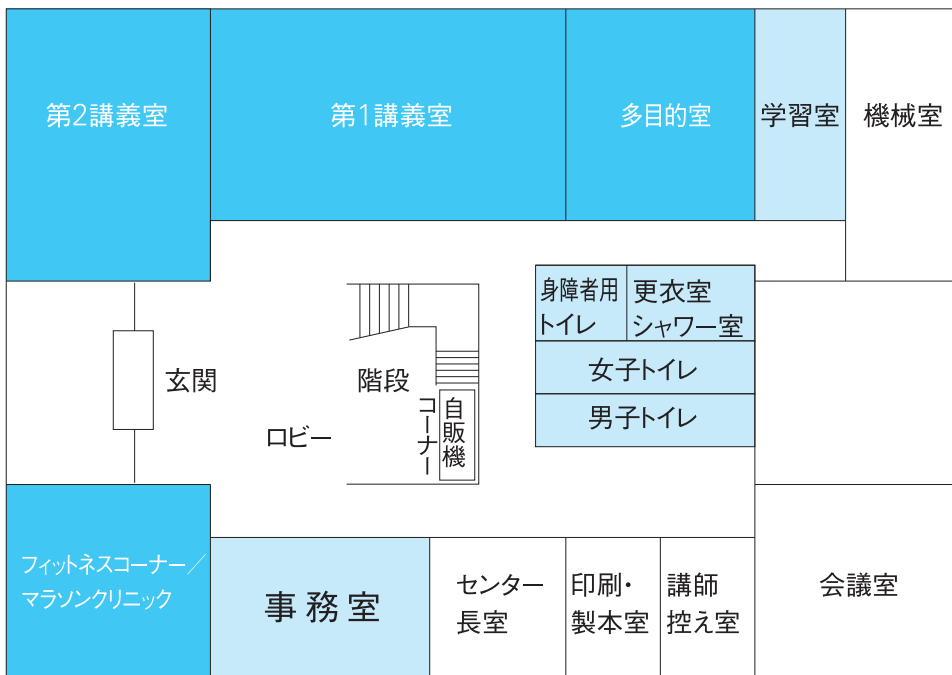 第2講義室
第1講義室
多目的室
学習室
機械室
身障者用
トイレ
更衣室
シャワー室
女子トイレ
男子トイレ
玄関
ロビー
階段
自販機
コーナー
フィットネスコーナー／
マラソンクリニック
事務室
センター
長室
印刷・
製本室
講師
控え室
会議室